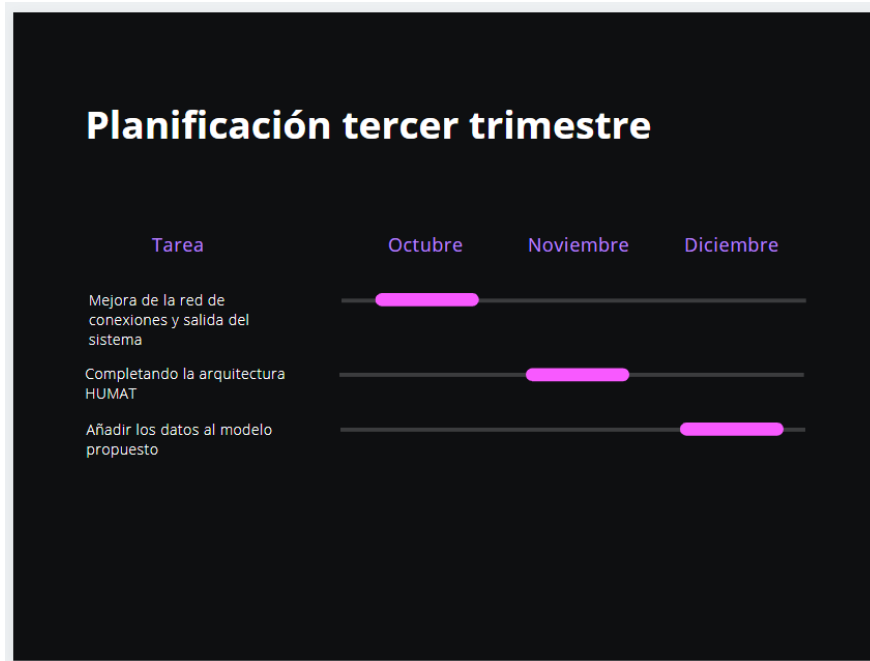 Planificación tercer trimestre
Tarea Octubre Noviembre Diciembre
Mejora de la red de
conexiones y salida del
sistema
Completando la arquitectura
HUMAT
Añadir los datos al modelo
propuesto